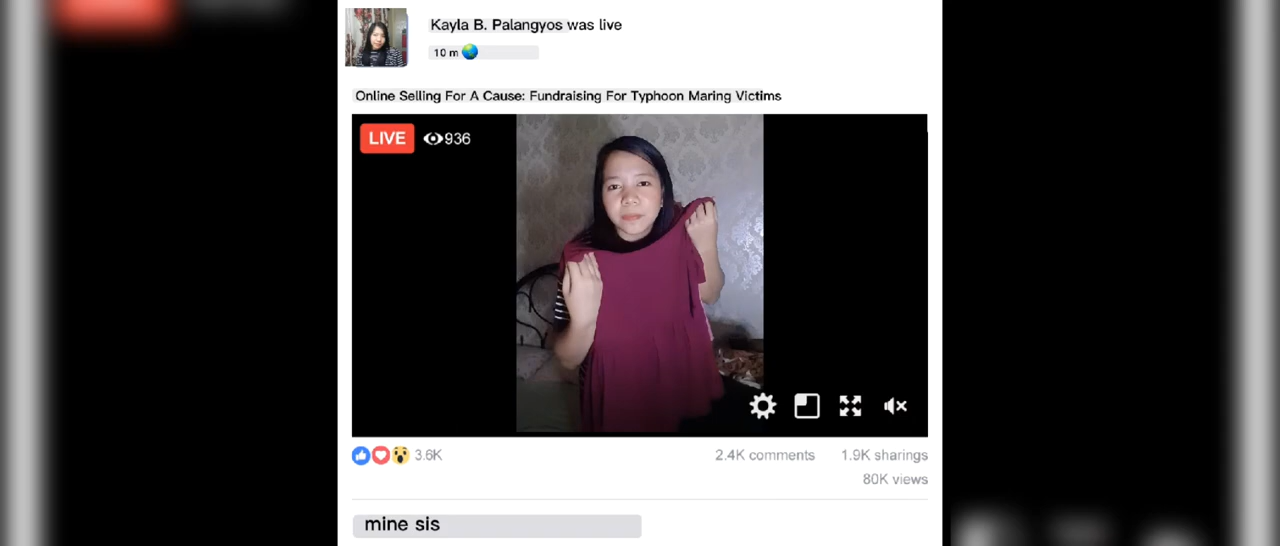 Kayla B. Palangyos was live
10 m
Online Selling For A Cause: Fundraising For Typhoon Maring Victims
LIVE 936
3.6K 2.4K comments 1.9K sharings
80K views
mine sis